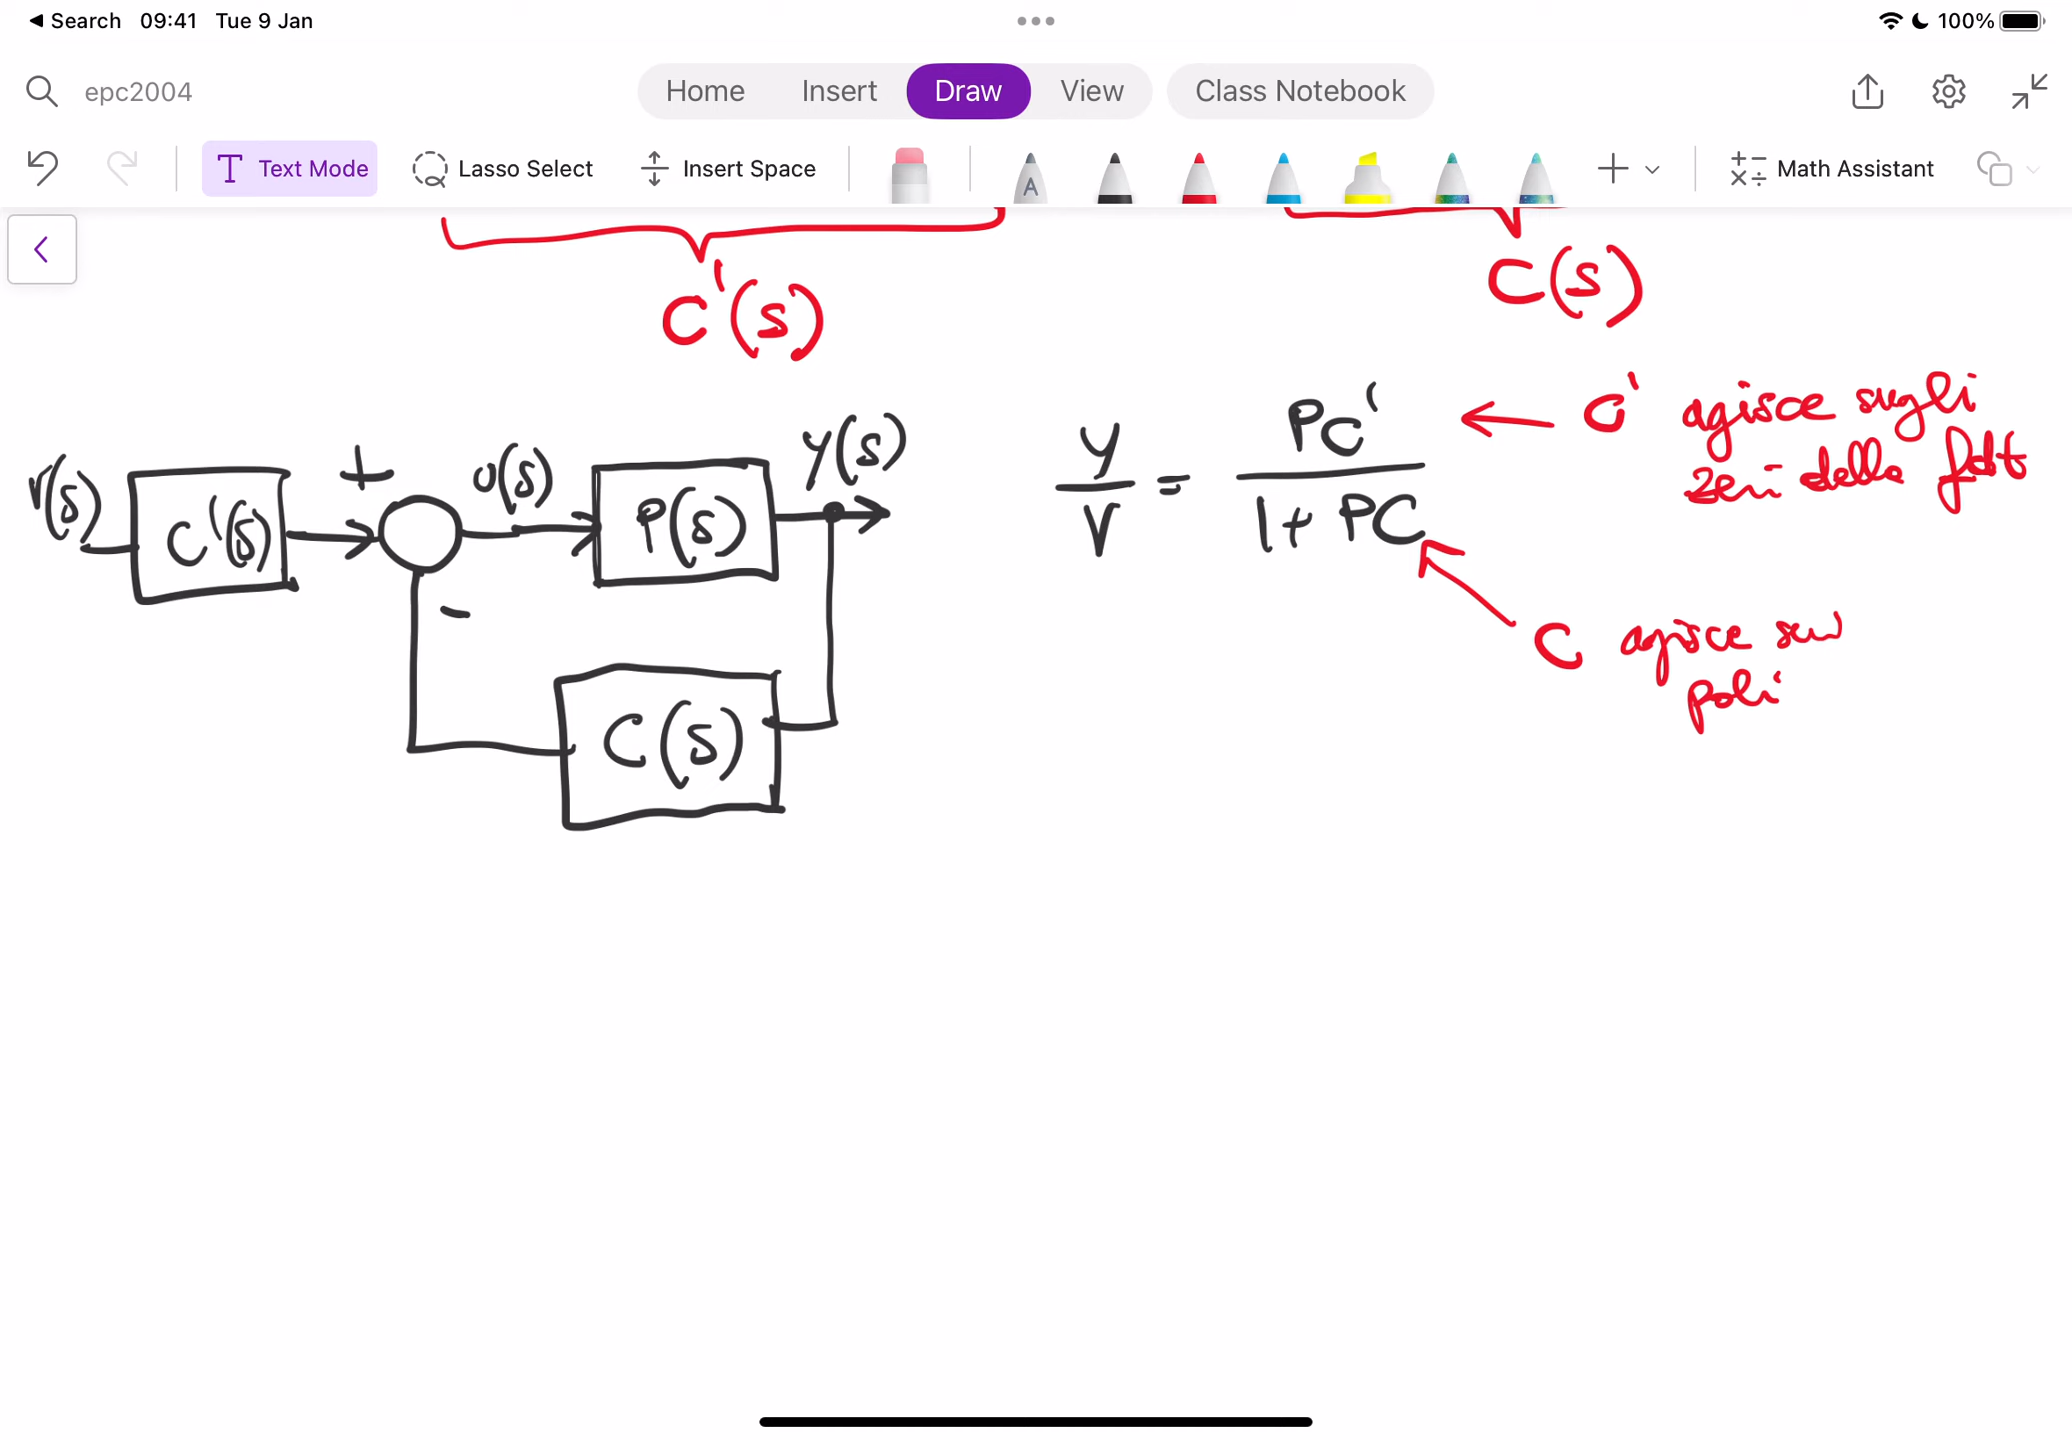 Search 09:41 Tue 9 Jan 100%
epc2004 Home Insert Draw View Class Notebook
Text Mode Lasso Select Insert Space A Math Assistant
C'(s) C(s)
r(s) C'(s) + υ(s) P(s) y(s)
-
C(s)
y/r = PC'/1+PC
C' agisce sugli
zeri della fdt
C agisce sui
poli